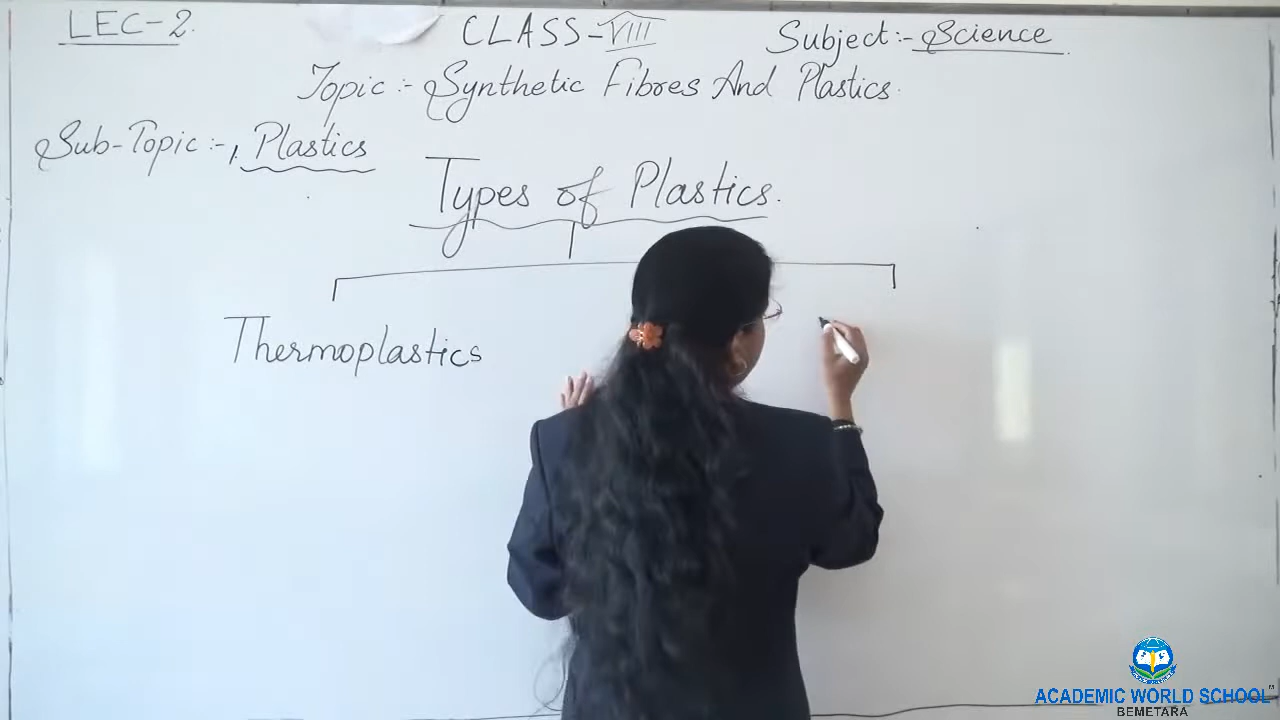 LEC-2.
CLASS-VIII
Subject:- Science
Topic:- Synthetic Fibres And Plastics.
Sub-Topic:-1. Plastics
Types of Plastics.
Thermoplastics
ACADEMIC WORLD SCHOOL
BEMETARA